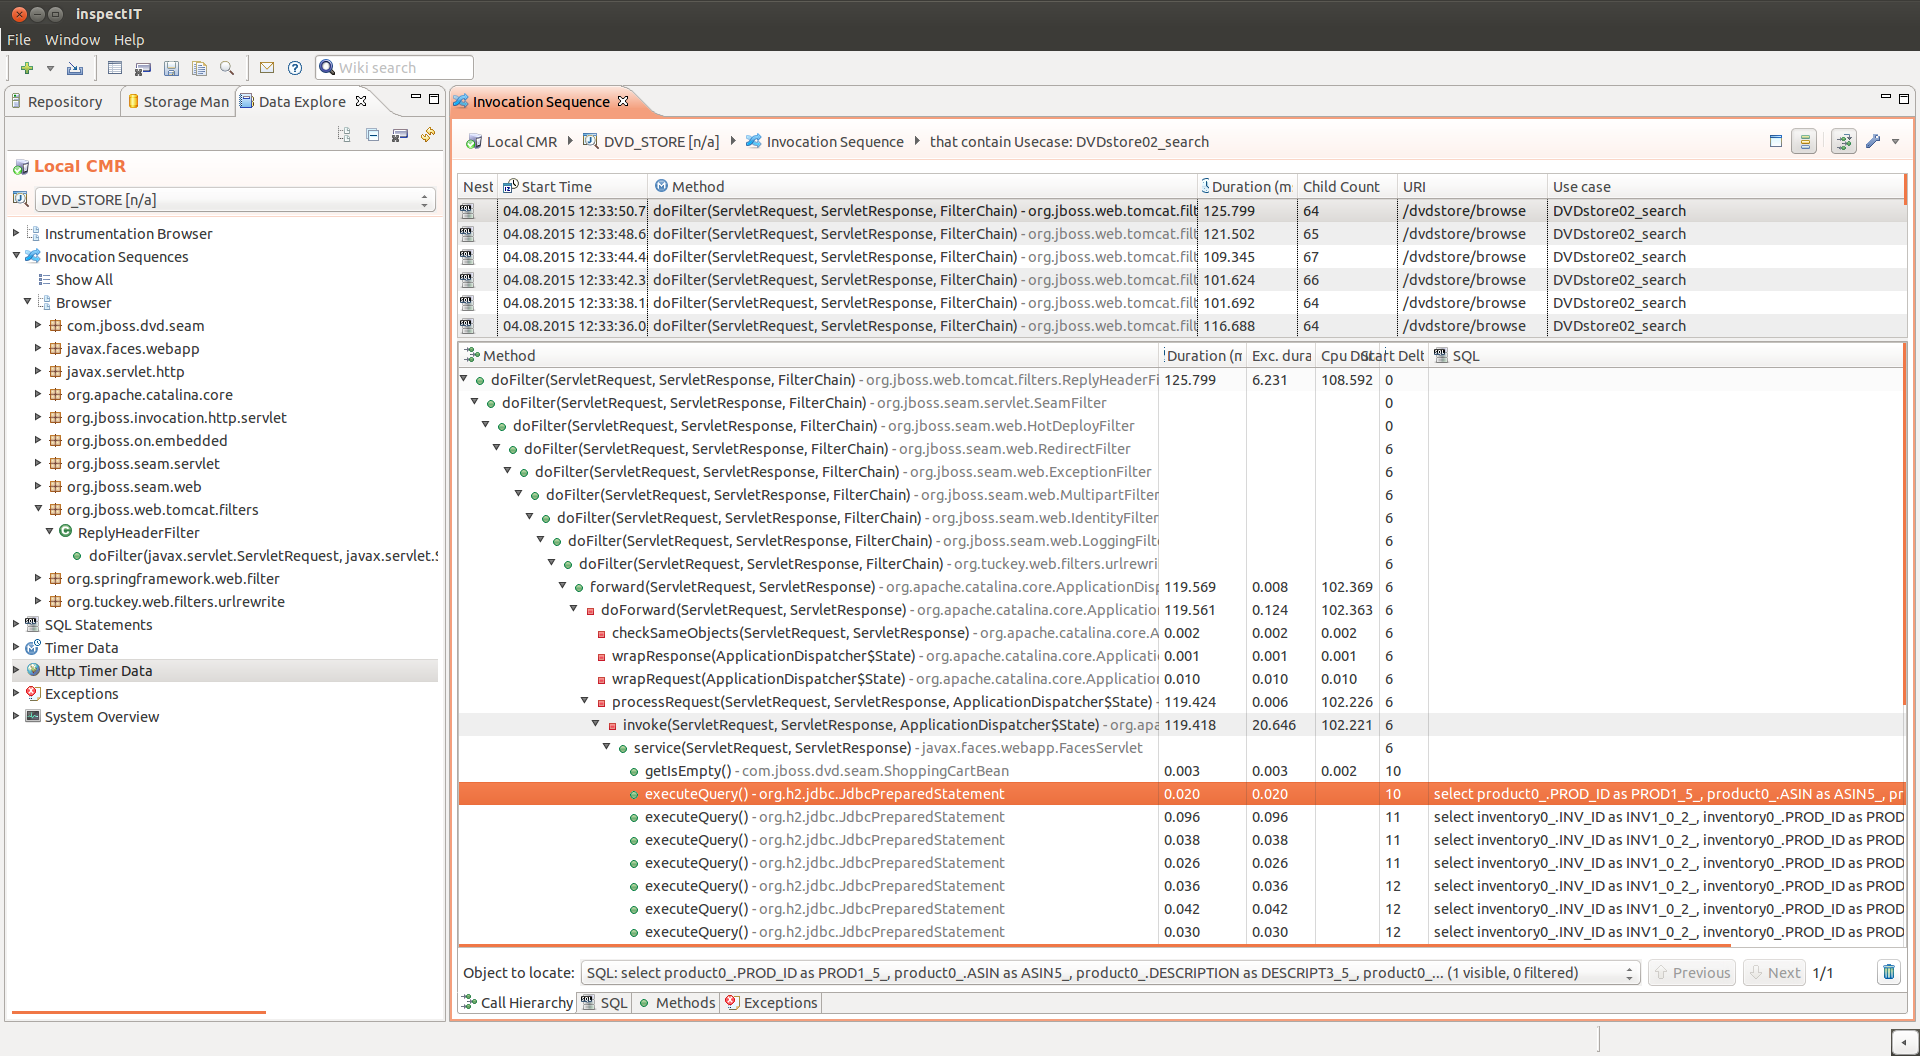 inspectIT
File Window Help
Wiki search
Repository
Storage Man
Data Explore
Local CMR
DVD_STORE [n/a]
Instrumentation Browser
Invocation Sequences
Show All
Browser
com.jboss.dvd.seam
javax.faces.webapp
javax.servlet.http
org.apache.catalina.core
org.jboss.invocation.http.servlet
org.jboss.on.embedded
org.jboss.seam.servlet
org.jboss.seam.web
org.jboss.web.tomcat.filters
ReplyHeaderFilter
doFilter(javax.servlet.ServletRequest, javax.servlet.S
org.springframework.web.filter
org.tuckey.web.filters.urlrewrite
SQL Statements
Timer Data
Http Timer Data
Exceptions
System Overview
Invocation Sequence
Local CMR DVD_STORE [n/a] Invocation Sequence that contain Usecase: DVDstore02_search
Nest Start Time Method Duration (m Child Count URI Use case
04.08.2015 12:33:50.7 doFilter(ServletRequest, ServletResponse, FilterChain) - org.jboss.web.tomcat.filt 125.799 64 /dvdstore/browse DVDstore02_search
04.08.2015 12:33:48.6 doFilter(ServletRequest, ServletResponse, FilterChain) - org.jboss.web.tomcat.filt 121.502 65 /dvdstore/browse DVDstore02_search
04.08.2015 12:33:44.4 doFilter(ServletRequest, ServletResponse, FilterChain) - org.jboss.web.tomcat.filt 109.345 67 /dvdstore/browse DVDstore02_search
04.08.2015 12:33:42.3 doFilter(ServletRequest, ServletResponse, FilterChain) - org.jboss.web.tomcat.filt 101.624 66 /dvdstore/browse DVDstore02_search
04.08.2015 12:33:38.1 doFilter(ServletRequest, ServletResponse, FilterChain) - org.jboss.web.tomcat.filt 101.692 64 /dvdstore/browse DVDstore02_search
04.08.2015 12:33:36.0 doFilter(ServletRequest, ServletResponse, FilterChain) - org.jboss.web.tomcat.filt 116.688 64 /dvdstore/browse DVDstore02_search
Method Duration (m Exc. dura Cpu Start Delt SQL
doFilter(ServletRequest, ServletResponse, FilterChain) - org.jboss.web.tomcat.filters.ReplyHeaderFi 125.799 6.231 108.592 0
doFilter(ServletRequest, ServletResponse, FilterChain) - org.jboss.seam.servlet.SeamFilter 0
doFilter(ServletRequest, ServletResponse, FilterChain) - org.jboss.seam.web.HotDeployFilter 0
doFilter(ServletRequest, ServletResponse, FilterChain) - org.jboss.seam.web.RedirectFilter 6
doFilter(ServletRequest, ServletResponse, FilterChain) - org.jboss.seam.web.ExceptionFilter 6
doFilter(ServletRequest, ServletResponse, FilterChain) - org.jboss.seam.web.MultipartFilter 6
doFilter(ServletRequest, ServletResponse, FilterChain) - org.jboss.seam.web.IdentityFilter 6
doFilter(ServletRequest, ServletResponse, FilterChain) - org.jboss.seam.web.LoggingFilt 6
doFilter(ServletRequest, ServletResponse, FilterChain) - org.tuckey.web.filters.urlrewri 6
forward(ServletRequest, ServletResponse) - org.apache.catalina.core.ApplicationDisp 119.569 0.008 102.369 6
doForward(ServletRequest, ServletResponse) - org.apache.catalina.core.Application 119.561 0.124 102.363 6
checkSameObjects(ServletRequest, ServletResponse) - org.apache.catalina.core.A 0.002 0.002 0.002 6
wrapResponse(ApplicationDispatcher$State) - org.apache.catalina.core.Applicati 0.001 0.001 0.001 6
wrapRequest(ApplicationDispatcher$State) - org.apache.catalina.core.Application 0.010 0.010 0.010 6
processRequest(ServletRequest, ServletResponse, ApplicationDispatcher$State) - 119.424 0.006 102.226 6
invoke(ServletRequest, ServletResponse, ApplicationDispatcher$State) - org.apa 119.418 20.646 102.221 6
service(ServletRequest, ServletResponse) - javax.faces.webapp.FacesServlet 6
getIsEmpty() - com.jboss.dvd.seam.ShoppingCartBean 0.003 0.003 0.002 10
executeQuery() - org.h2.jdbc.JdbcPreparedStatement 0.020 0.020 10 select product0_.PROD_ID as PROD1_5_, product0_.ASIN as ASIN5_, pr
executeQuery() - org.h2.jdbc.JdbcPreparedStatement 0.096 0.096 11 select inventory0_.INV_ID as INV1_0_2_, inventory0_.PROD_ID as PROD
executeQuery() - org.h2.jdbc.JdbcPreparedStatement 0.038 0.038 11 select inventory0_.INV_ID as INV1_0_2_, inventory0_.PROD_ID as PROD
executeQuery() - org.h2.jdbc.JdbcPreparedStatement 0.026 0.026 11 select inventory0_.INV_ID as INV1_0_2_, inventory0_.PROD_ID as PROD
executeQuery() - org.h2.jdbc.JdbcPreparedStatement 0.036 0.036 12 select inventory0_.INV_ID as INV1_0_2_, inventory0_.PROD_ID as PROD
executeQuery() - org.h2.jdbc.JdbcPreparedStatement 0.042 0.042 12 select inventory0_.INV_ID as INV1_0_2_, inventory0_.PROD_ID as PROD
executeQuery() - org.h2.jdbc.JdbcPreparedStatement 0.030 0.030 12 select inventory0_.INV_ID as INV1_0_2_, inventory0_.PROD_ID as PROD
Object to locate: SQL: select product0_.PROD_ID as PROD1_5_, product0_.ASIN as ASIN5_, product0_.DESCRIPTION as DESCRIPT3_5_, product0_... (1 visible, 0 filtered) Previous Next 1/1
Call Hierarchy SQL Methods Exceptions